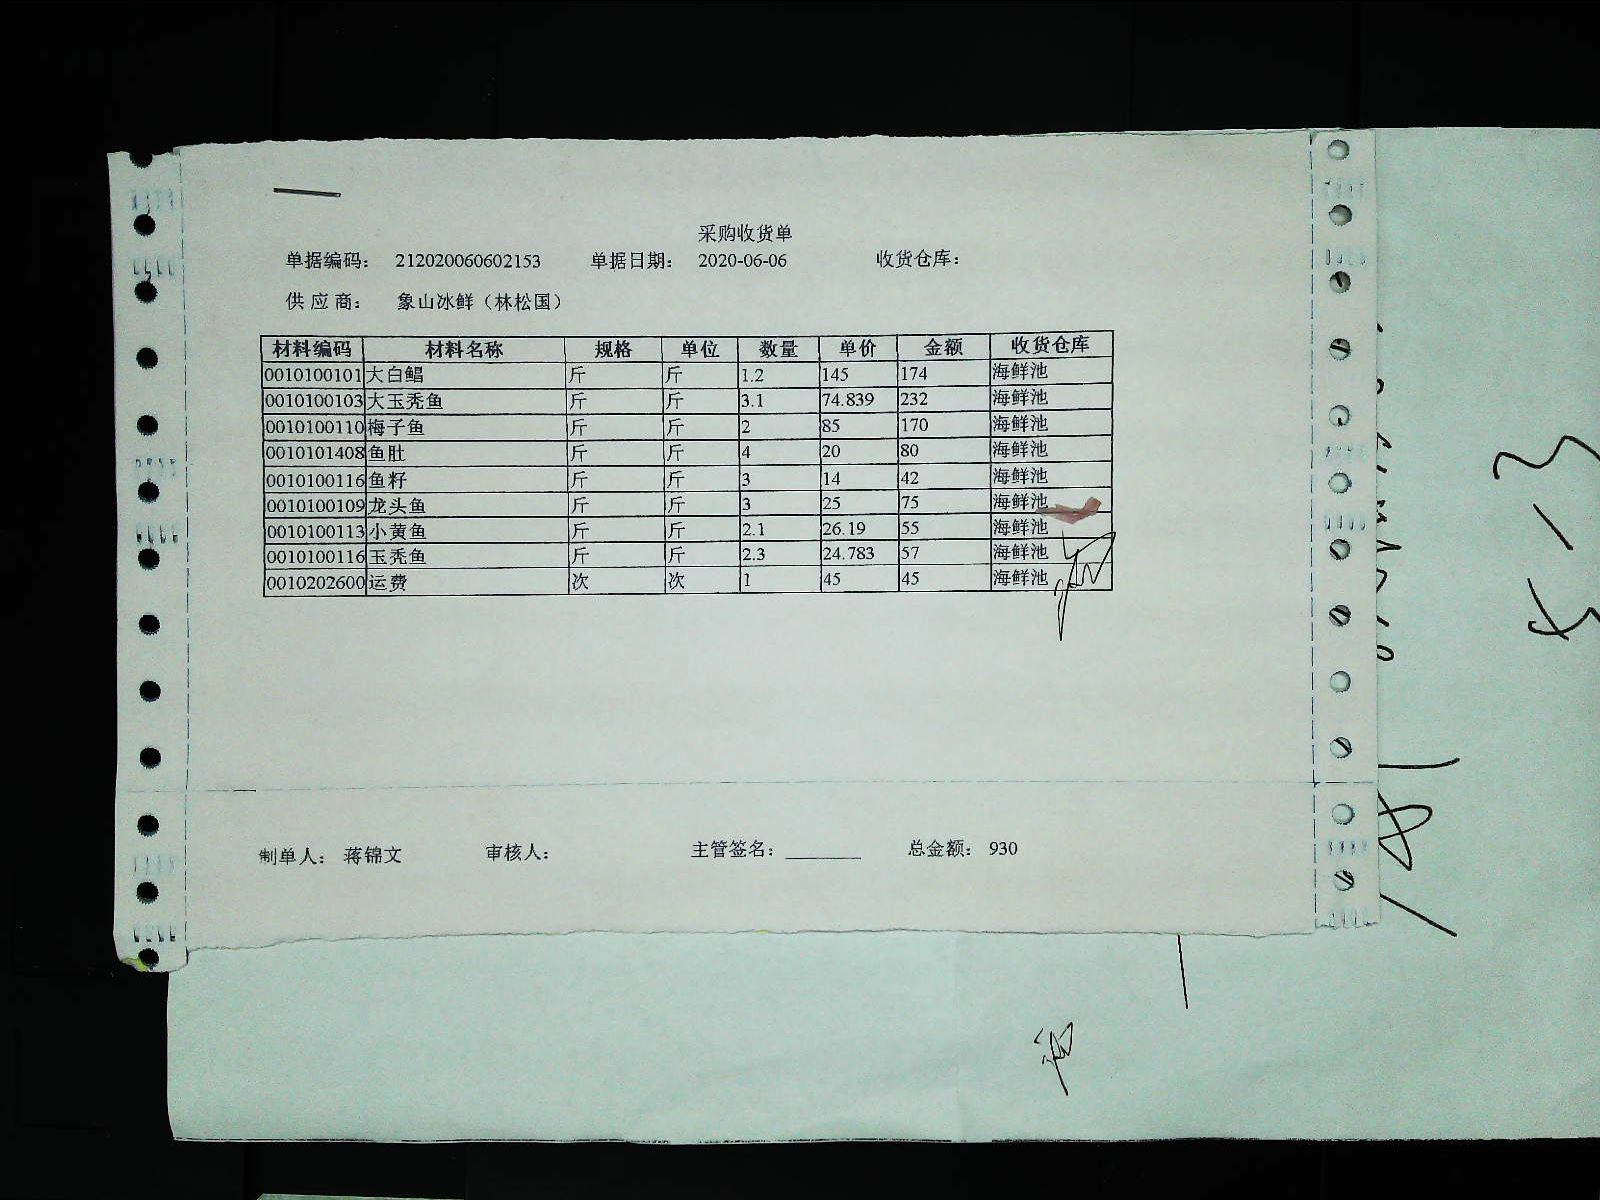 采购收货单
单据编码： 212020060602153 单据日期： 2020-06-06 收货仓库：
供应商： 象山冰鲜（林松国）
材料编码 材料名称 规格 单位 数量 单价 金额 收货仓库
0010100101 大白鲳 斤 斤 1.2 145 174 海鲜池
0010100103 大玉秃鱼 斤 斤 3.1 74.839 232 海鲜池
0010100110 梅子鱼 斤 斤 2 85 170 海鲜池
0010101408 鱼肚 斤 斤 4 20 80 海鲜池
0010100116 鱼籽 斤 斤 3 14 42 海鲜池
0010100109 龙头鱼 斤 斤 3 25 75 海鲜池
0010100113 小黄鱼 斤 斤 2.1 26.19 55 海鲜池
0010100116 玉秃鱼 斤 斤 2.3 24.783 57 海鲜池
0010202600 运费 次 次 1 45 45 海鲜池
制单人： 蒋锦文 审核人： 主管签名： 总金额： 930